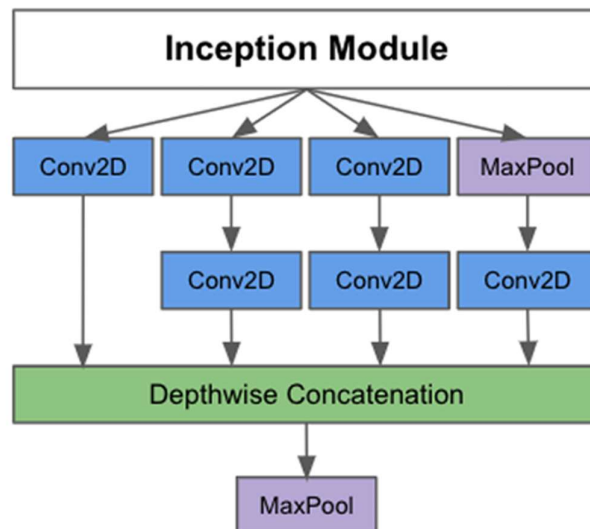 Inception Module
Conv2D Conv2D Conv2D MaxPool
Conv2D Conv2D Conv2D
Depthwise Concatenation
MaxPool